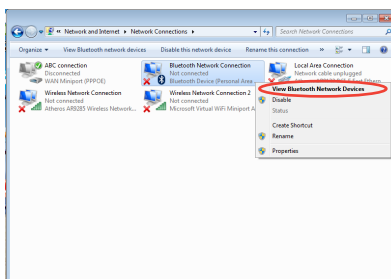 « Network and Internet ▸ Network Connections ▸
Search Network Connections
Organize View Bluetooth network devices Disable this network device Rename this connection »
ABC connection
Disconnected
WAN Miniport (PPPOE)
Bluetooth Network Connection
Not connected
Bluetooth Device (Personal Area
Local Area Connection
Network cable unplugged
Wireless Network Connection
Not connected
Atheros AR9285 Wireless Network...
Wireless Network Connection 2
Not connected
Microsoft Virtual WiFi Miniport A
View Bluetooth Network Devices
Disable
Status
Create Shortcut
Rename
Properties